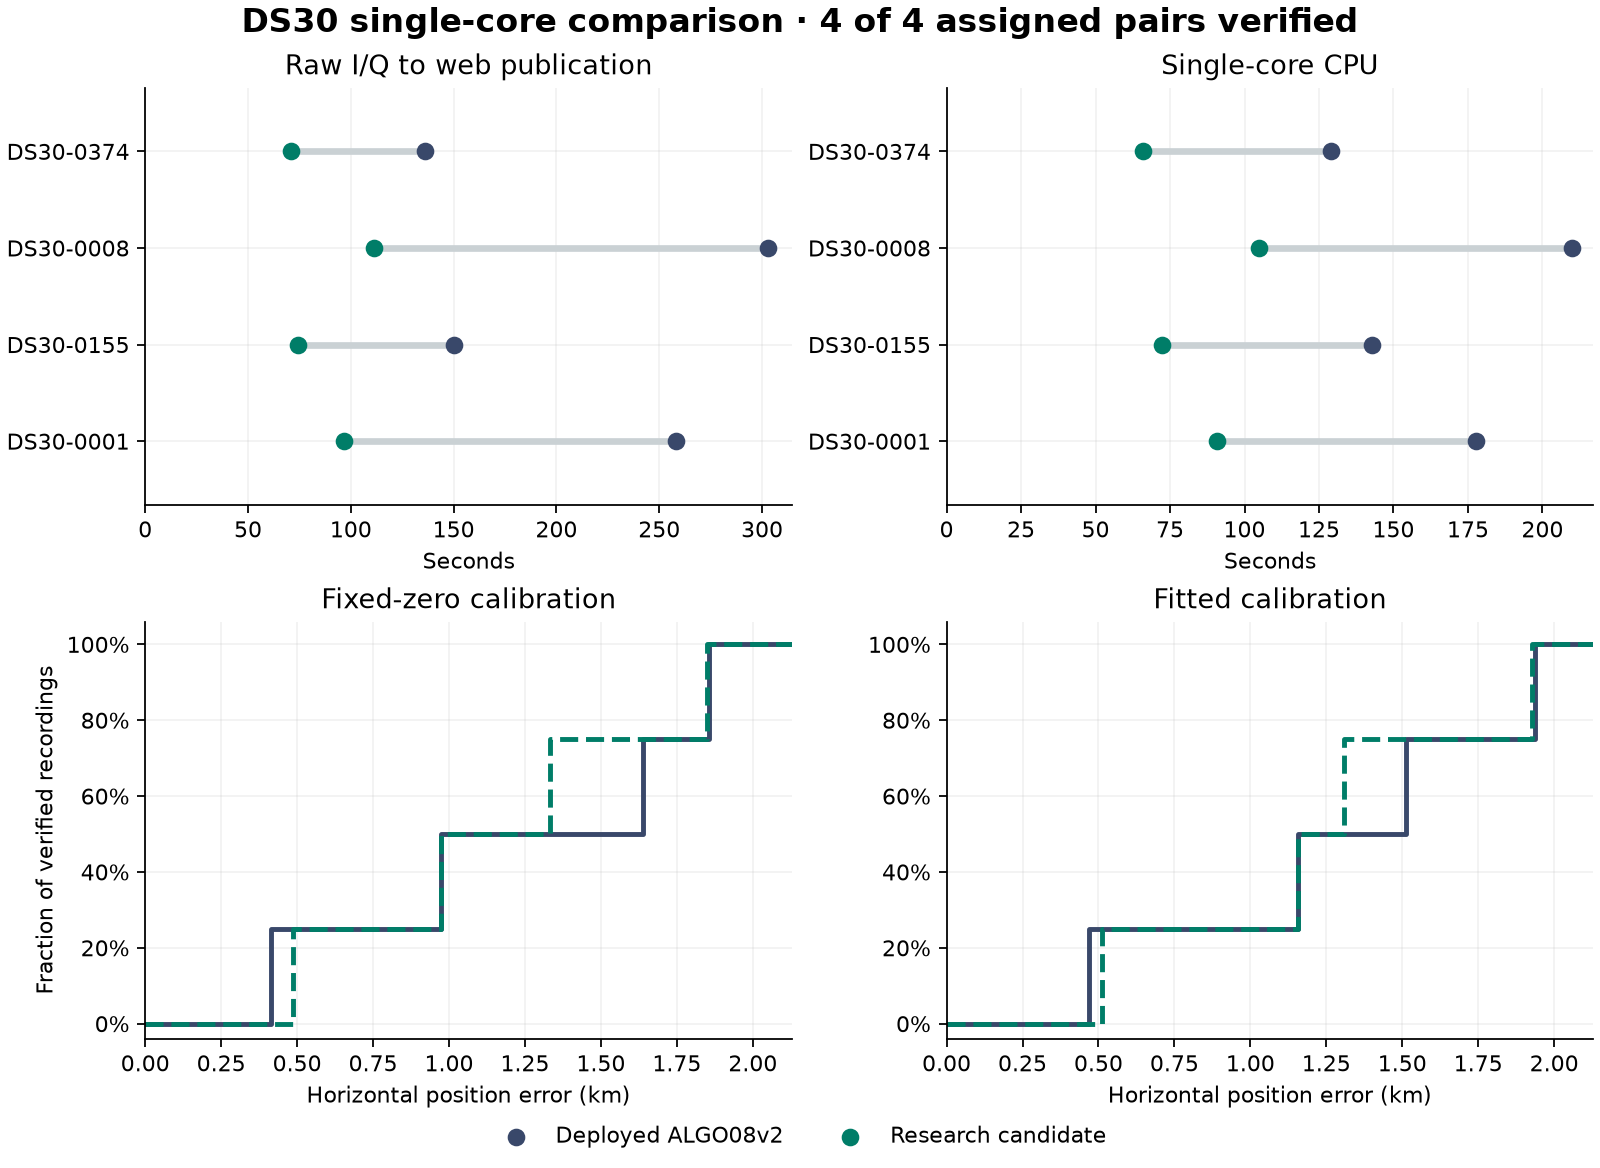 DS30 single-core comparison · 4 of 4 assigned pairs verified
Raw I/Q to web publication
DS30-0374
DS30-0008
DS30-0155
DS30-0001
0 50 100 150 200 250 300
Seconds
Single-core CPU
DS30-0374
DS30-0008
DS30-0155
DS30-0001
0 25 50 75 100 125 150 175 200
Seconds
Fixed-zero calibration
Fraction of verified recordings
100%
80%
60%
40%
20%
0%
0.00 0.25 0.50 0.75 1.00 1.25 1.50 1.75 2.00
Horizontal position error (km)
Fitted calibration
100%
80%
60%
40%
20%
0%
0.00 0.25 0.50 0.75 1.00 1.25 1.50 1.75 2.00
Horizontal position error (km)
Deployed ALGO08v2 Research candidate